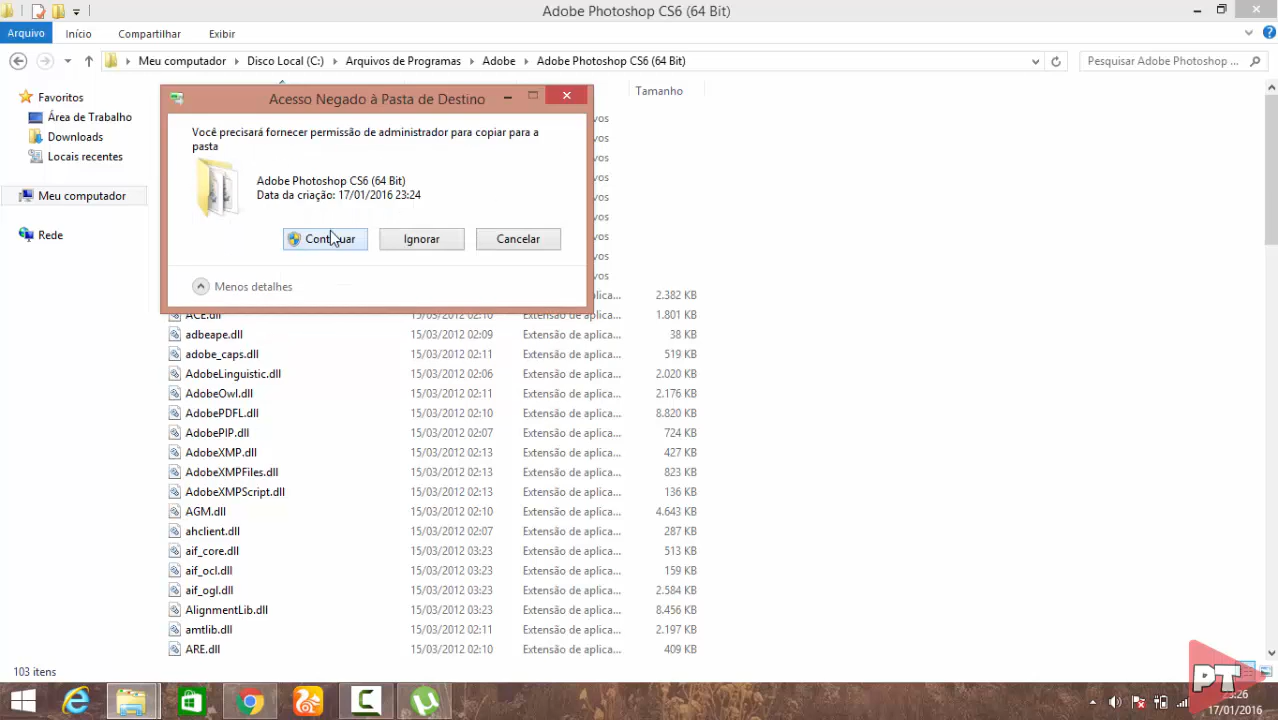 Adobe Photoshop CS6 (64 Bit)
Arquivo Início Compartilhar Exibir
Meu computador Disco Local (C:) Arquivos de Programas Adobe Adobe Photoshop CS6 (64 Bit) Pesquisar Adobe Photoshop ...
Tamanho
Favoritos
Área de Trabalho
Downloads
Locais recentes
Meu computador
Rede
Acesso Negado à Pasta de Destino
Você precisará fornecer permissão de administrador para copiar para a
pasta
Adobe Photoshop CS6 (64 Bit)
Data da criação: 17/01/2016 23:24
Continuar Ignorar Cancelar
Menos detalhes
vos
vos
vos
vos
vos
vos
vos
vos
vos
plica... 2.382 KB
ACE.dll 15/03/2012 02:10 Extensão de aplica... 1.801 KB
adbeape.dll 15/03/2012 02:09 Extensão de aplica... 38 KB
adobe_caps.dll 15/03/2012 02:11 Extensão de aplica... 519 KB
AdobeLinguistic.dll 15/03/2012 02:06 Extensão de aplica... 2.020 KB
AdobeOwl.dll 15/03/2012 02:11 Extensão de aplica... 2.176 KB
AdobePDFL.dll 15/03/2012 02:10 Extensão de aplica... 8.820 KB
AdobePIP.dll 15/03/2012 02:07 Extensão de aplica... 724 KB
AdobeXMP.dll 15/03/2012 02:13 Extensão de aplica... 427 KB
AdobeXMPFiles.dll 15/03/2012 02:13 Extensão de aplica... 823 KB
AdobeXMPScript.dll 15/03/2012 02:13 Extensão de aplica... 136 KB
AGM.dll 15/03/2012 02:10 Extensão de aplica... 4.643 KB
ahclient.dll 15/03/2012 02:07 Extensão de aplica... 287 KB
aif_core.dll 15/03/2012 03:23 Extensão de aplica... 513 KB
aif_ocl.dll 15/03/2012 03:23 Extensão de aplica... 159 KB
aif_ogl.dll 15/03/2012 03:23 Extensão de aplica... 2.584 KB
AlignmentLib.dll 15/03/2012 03:23 Extensão de aplica... 8.456 KB
amtlib.dll 15/03/2012 02:11 Extensão de aplica... 2.197 KB
ARE.dll 15/03/2012 02:10 Extensão de aplica... 409 KB
103 itens
PT
23:26
17/01/2016